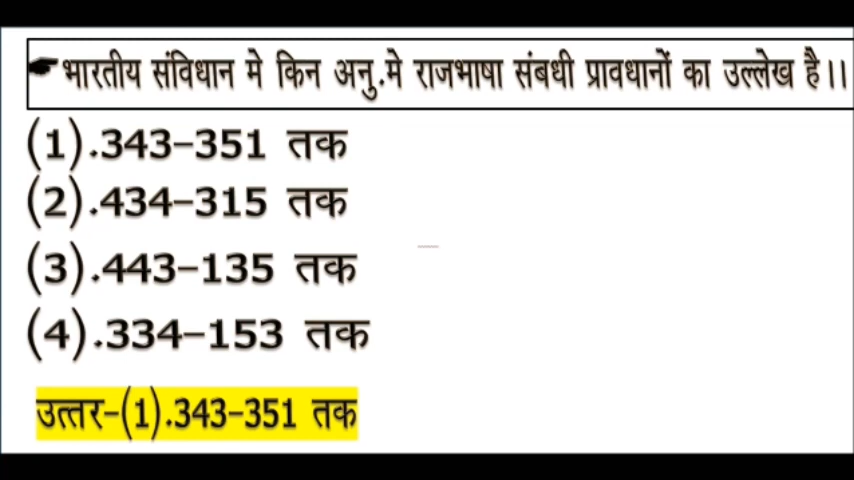 ☛भारतीय संविधान मे किन अनु.मे राजभाषा संबधी प्रावधानों का उल्लेख है।।
(1).343-351 तक
(2).434-315 तक
(3).443-135 तक
(4).334-153 तक
उत्तर-(1).343-351 तक